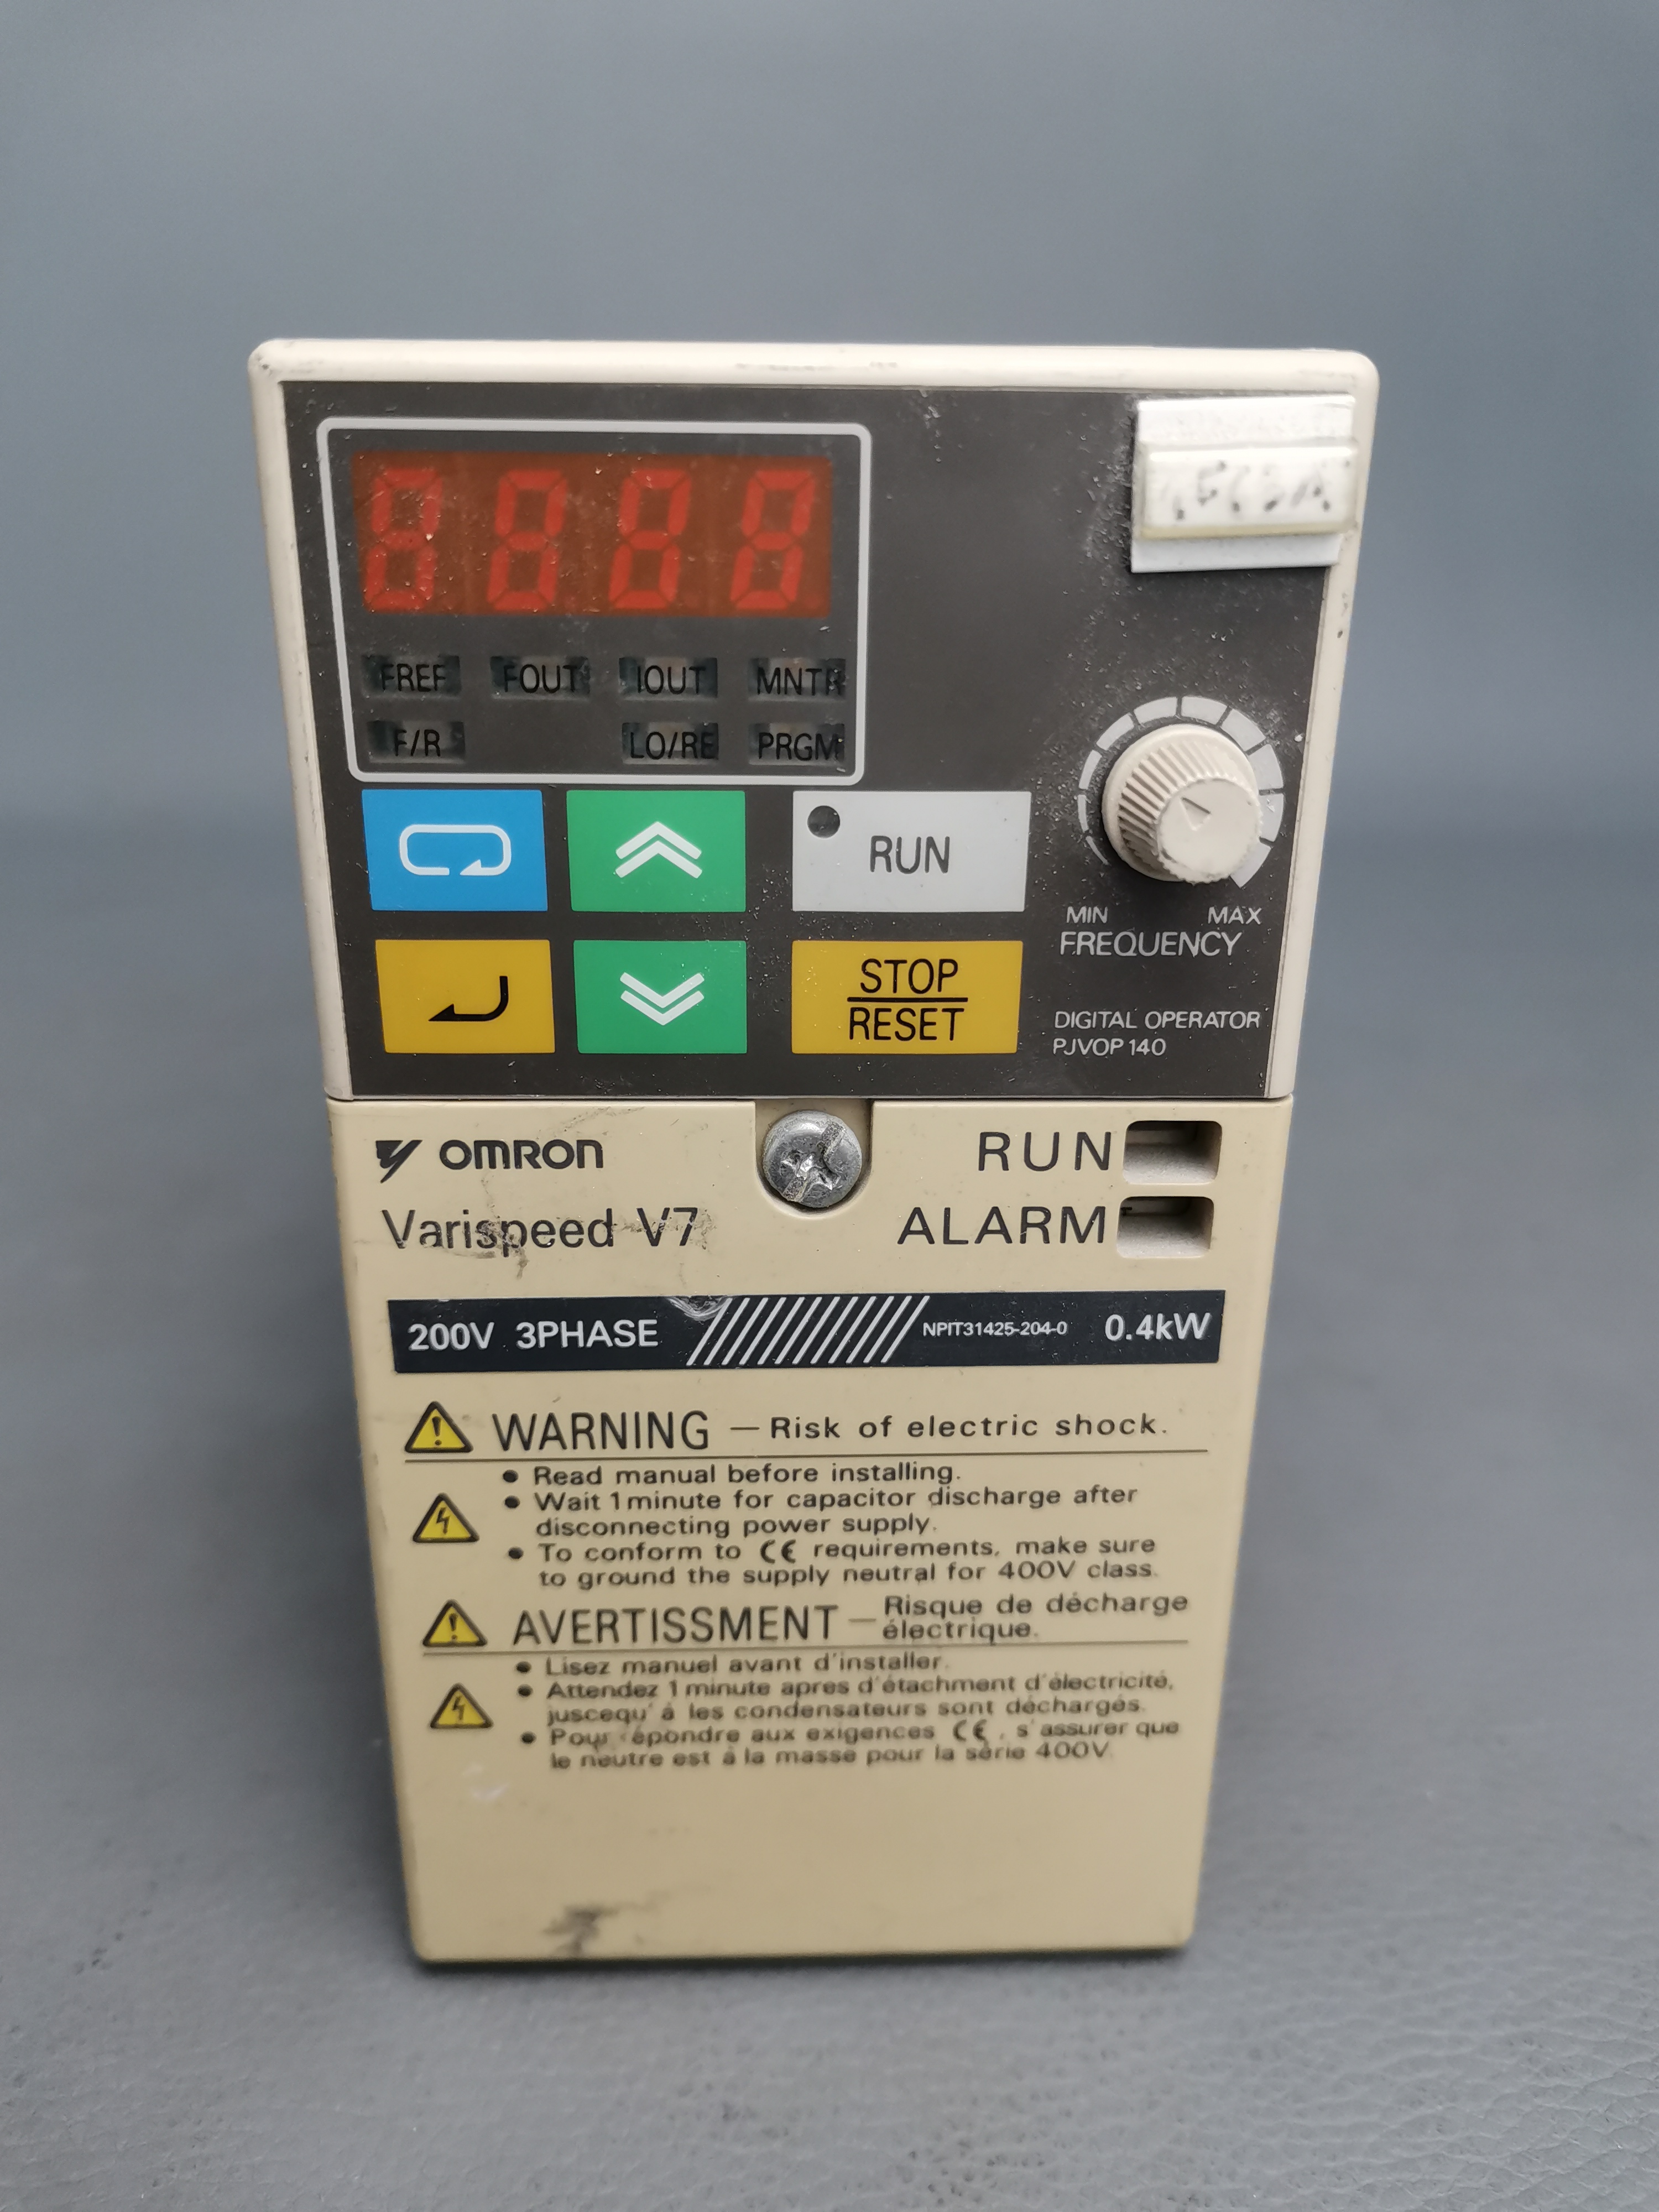 FREF FOUT IOUT MNTR
F/R LO/RE PRGM
RUN
MIN MAX
FREQUENCY
STOP
RESET
DIGITAL OPERATOR
PJVOP140
OMRON
RUN
Varispeed V7
ALARM
200V 3PHASE NPIT31425-204-0 0.4kW
WARNING — Risk of electric shock.
• Read manual before installing.
• Wait 1 minute for capacitor discharge after
disconnecting power supply.
• To conform to CE requirements, make sure
to ground the supply neutral for 400V class.
AVERTISSMENT — Risque de décharge
électrique.
• Lisez manuel avant d'installer.
• Attendez 1 minute apres d'étachment d'électricité,
juscequ'à les condensateurs sont déchargés.
• Pour épondre aux exigences CE, s'assurer que
le neutre est à la masse pour la série 400V.